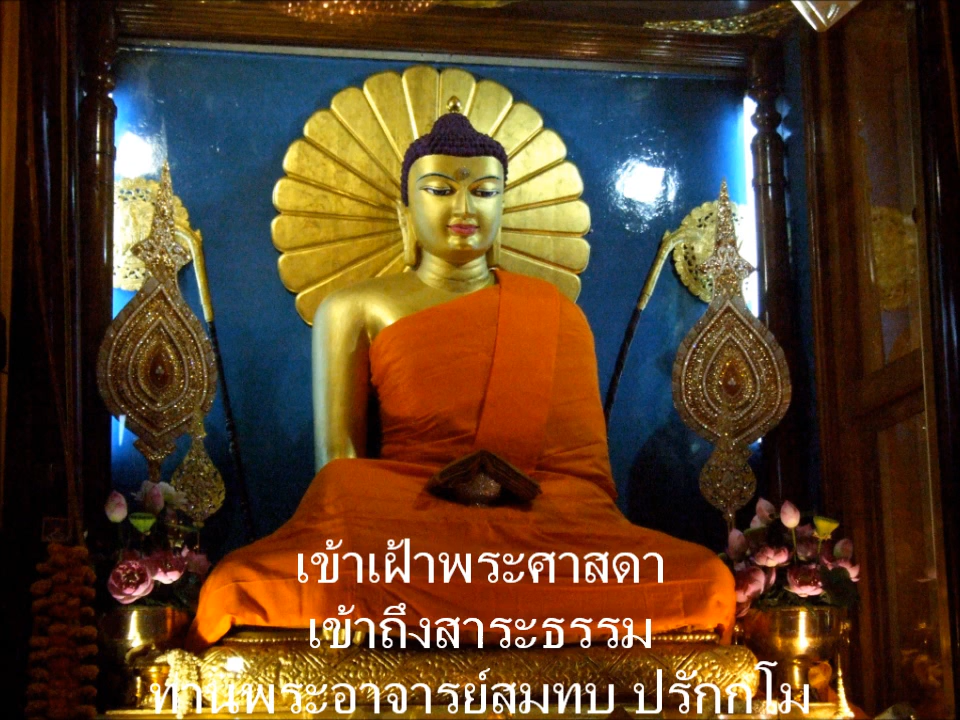 เข้าเฝ้าพระศาสดา
เข้าถึงสาระธรรม
ท่านพระอาจารย์สมทบ ปรักกโม